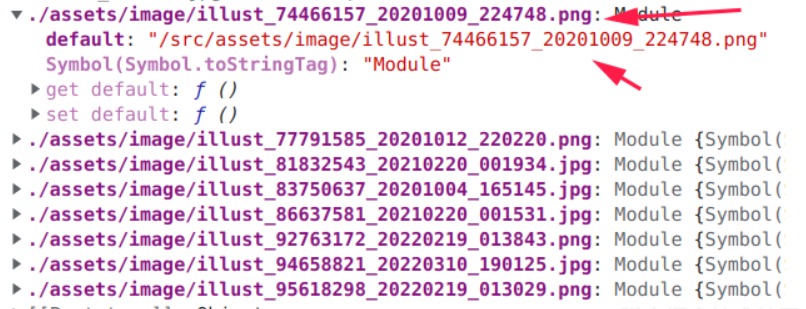 ▼./assets/image/illust_74466157_20201009_224748.png: Module
default: "/src/assets/image/illust_74466157_20201009_224748.png"
Symbol(Symbol.toStringTag): "Module"
▶get default: ƒ ()
▶set default: ƒ ()
▶./assets/image/illust_77791585_20201012_220220.png: Module {Symbol(
▶./assets/image/illust_81832543_20210220_001934.jpg: Module {Symbol(
▶./assets/image/illust_83750637_20201004_165145.jpg: Module {Symbol(
▶./assets/image/illust_86637581_20210220_001531.jpg: Module {Symbol(
▶./assets/image/illust_92763172_20220219_013843.png: Module {Symbol(
▶./assets/image/illust_94658821_20220310_190125.jpg: Module {Symbol(
▶./assets/image/illust_95618298_20220219_013029.png: Module {Symbol(